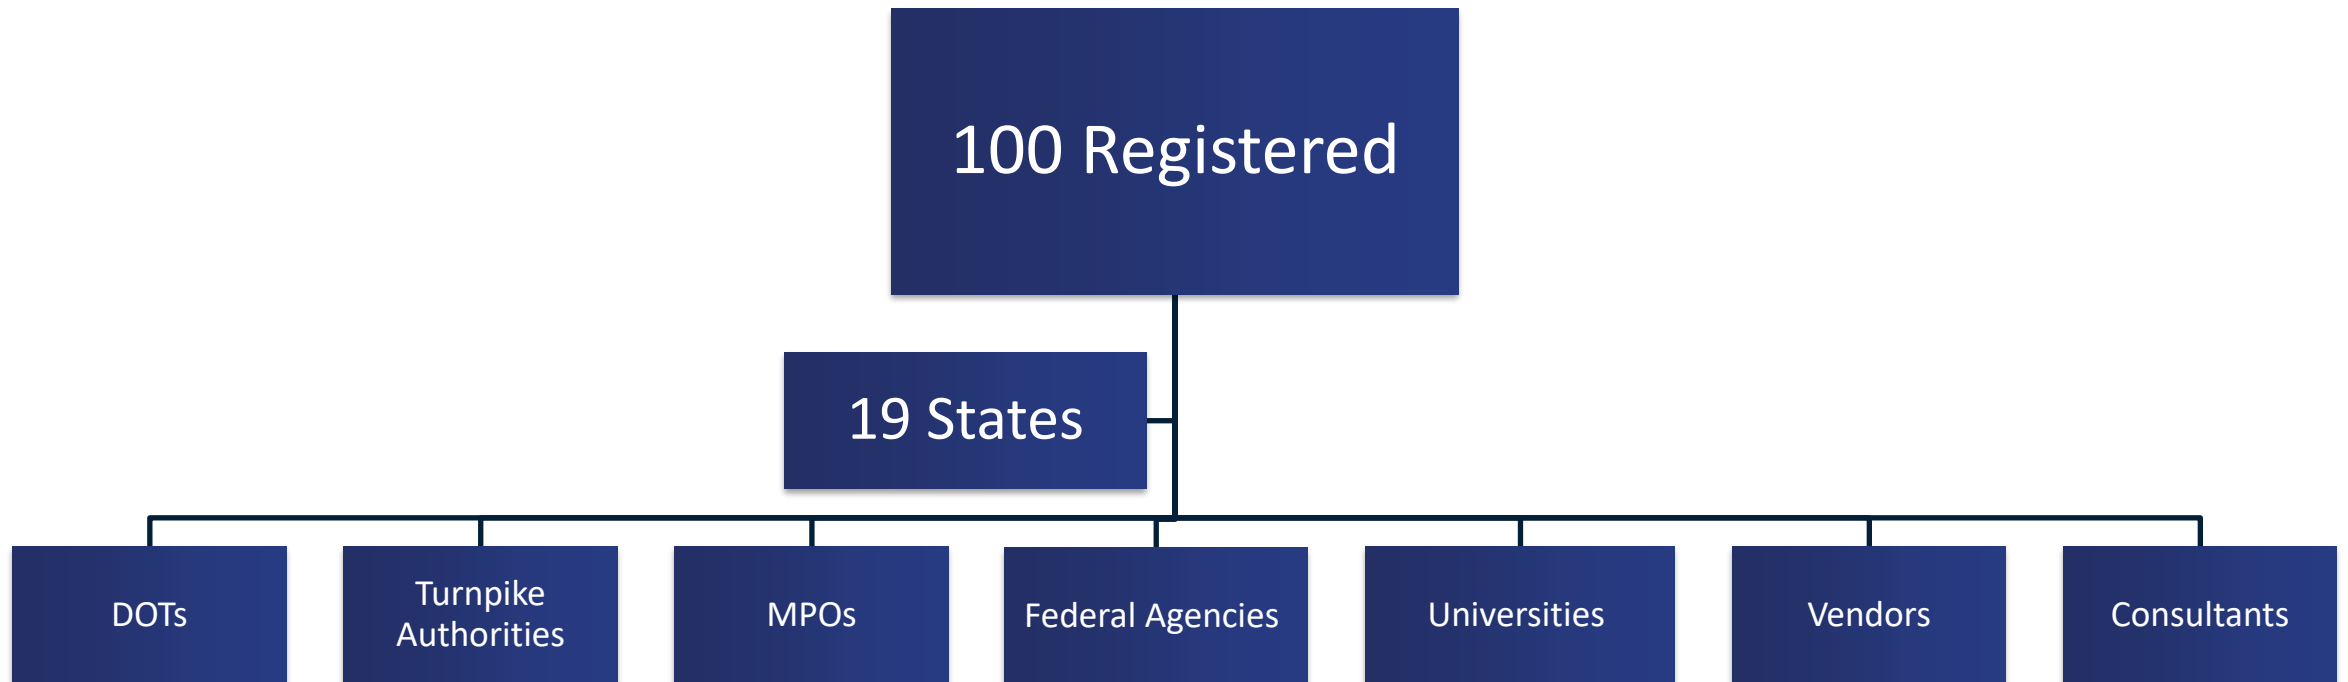 100 Registered
19 States
DOTs
Turnpike
Authorities
MPOs
Federal Agencies
Universities
Vendors
Consultants